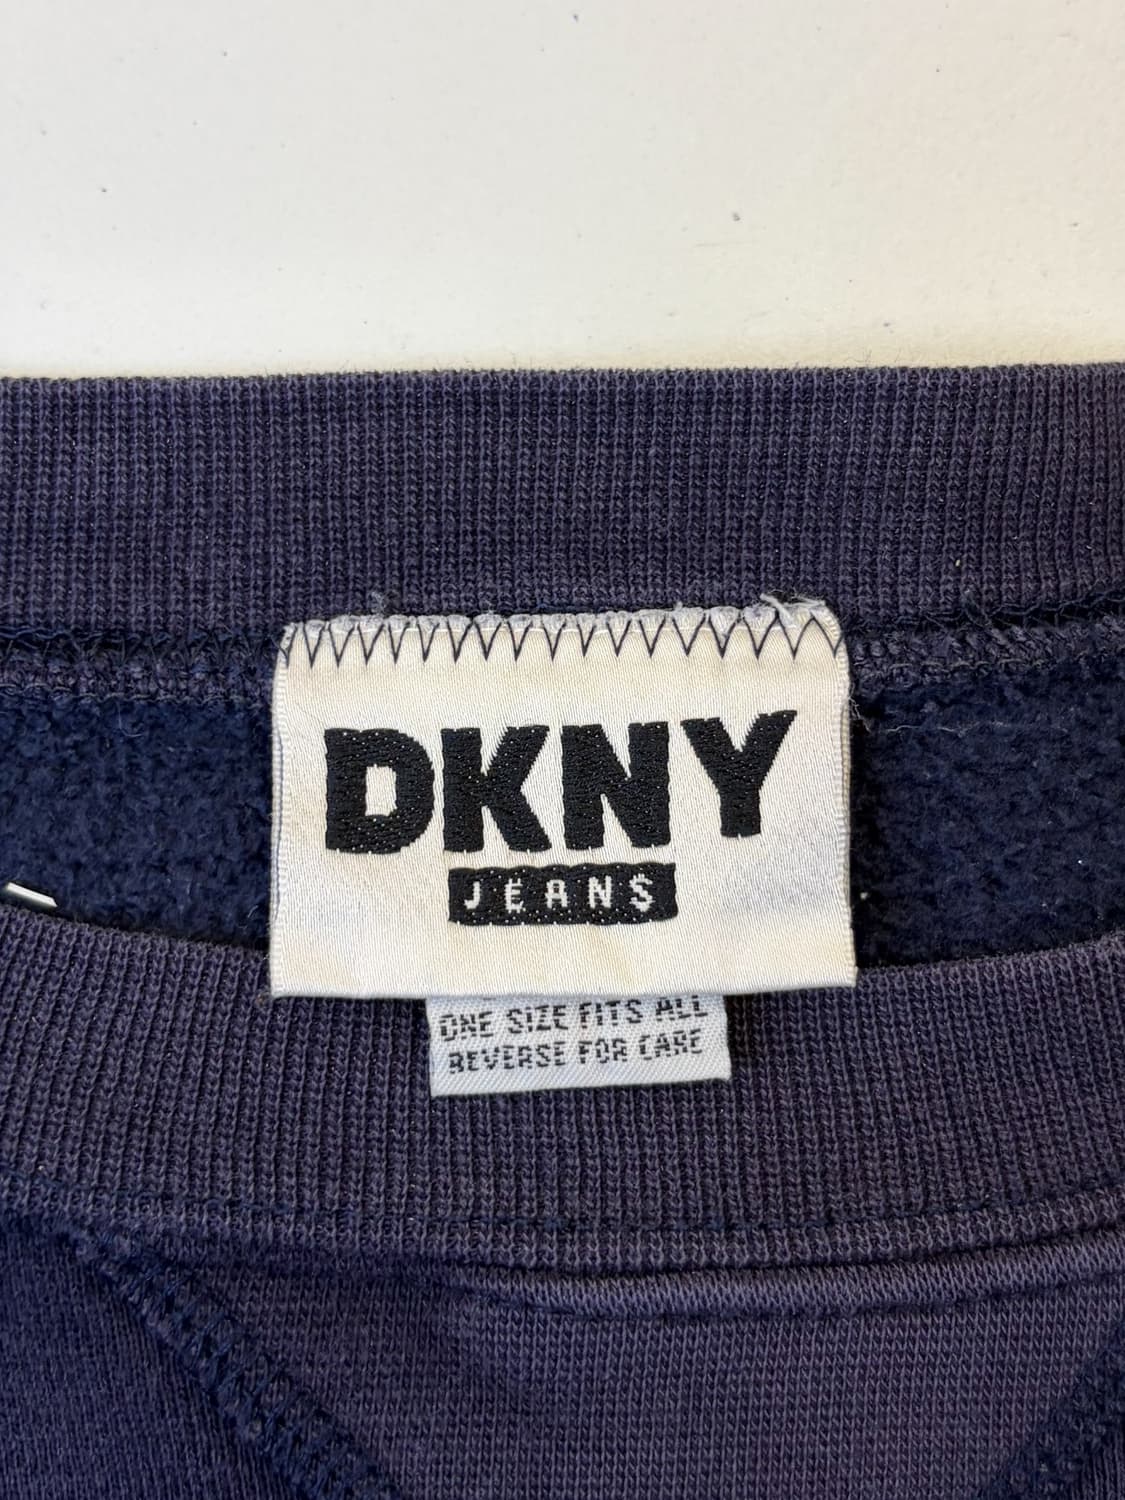 DKNY
JEANS
ONE SIZE FITS ALL
REVERSE FOR CARE